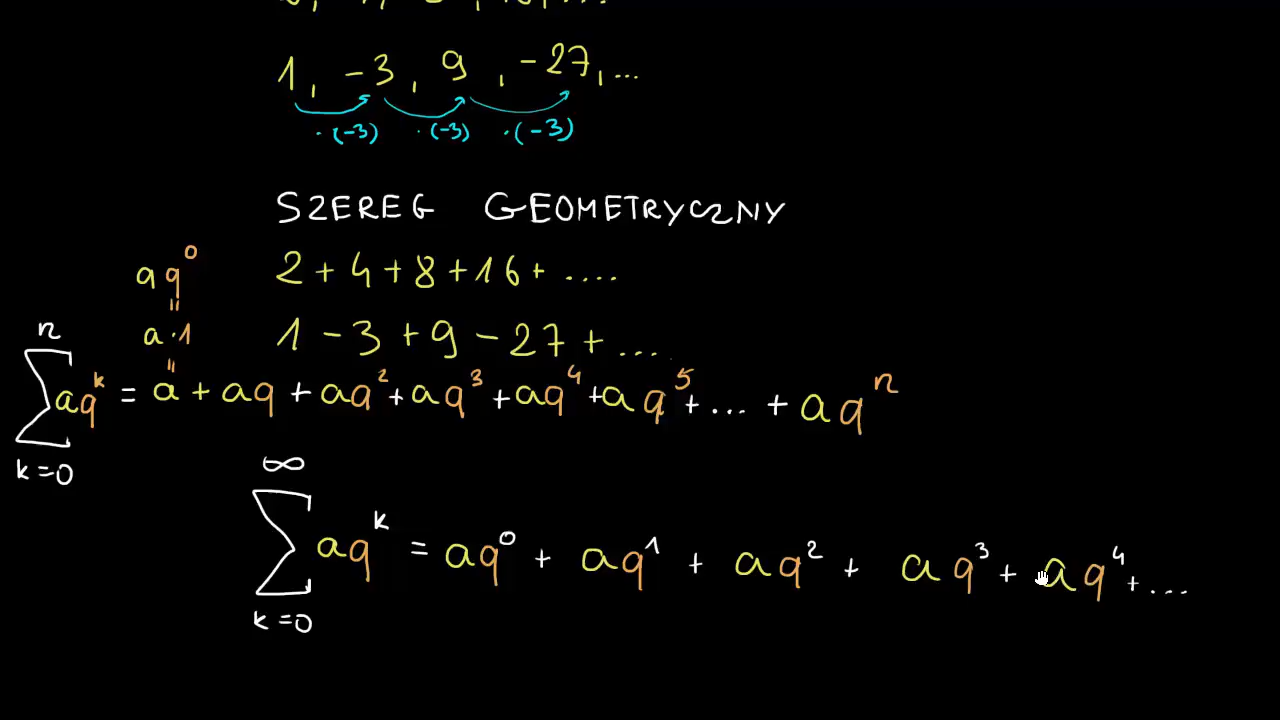 1, -3, 9, -27, ...
·(-3) ·(-3) ·(-3)
SZEREG GEOMETRYCZNY
aq⁰ 2+4+8+16+....
"
a·1 1-3+9-27+....
"
n
∑ aqᵏ = a + aq + aq² + aq³ + aq⁴ + aq⁵ + ... + aqⁿ
k=0
∞
∑ aqᵏ = aq⁰ + aq¹ + aq² + aq³ + aq⁴ + ...
k=0